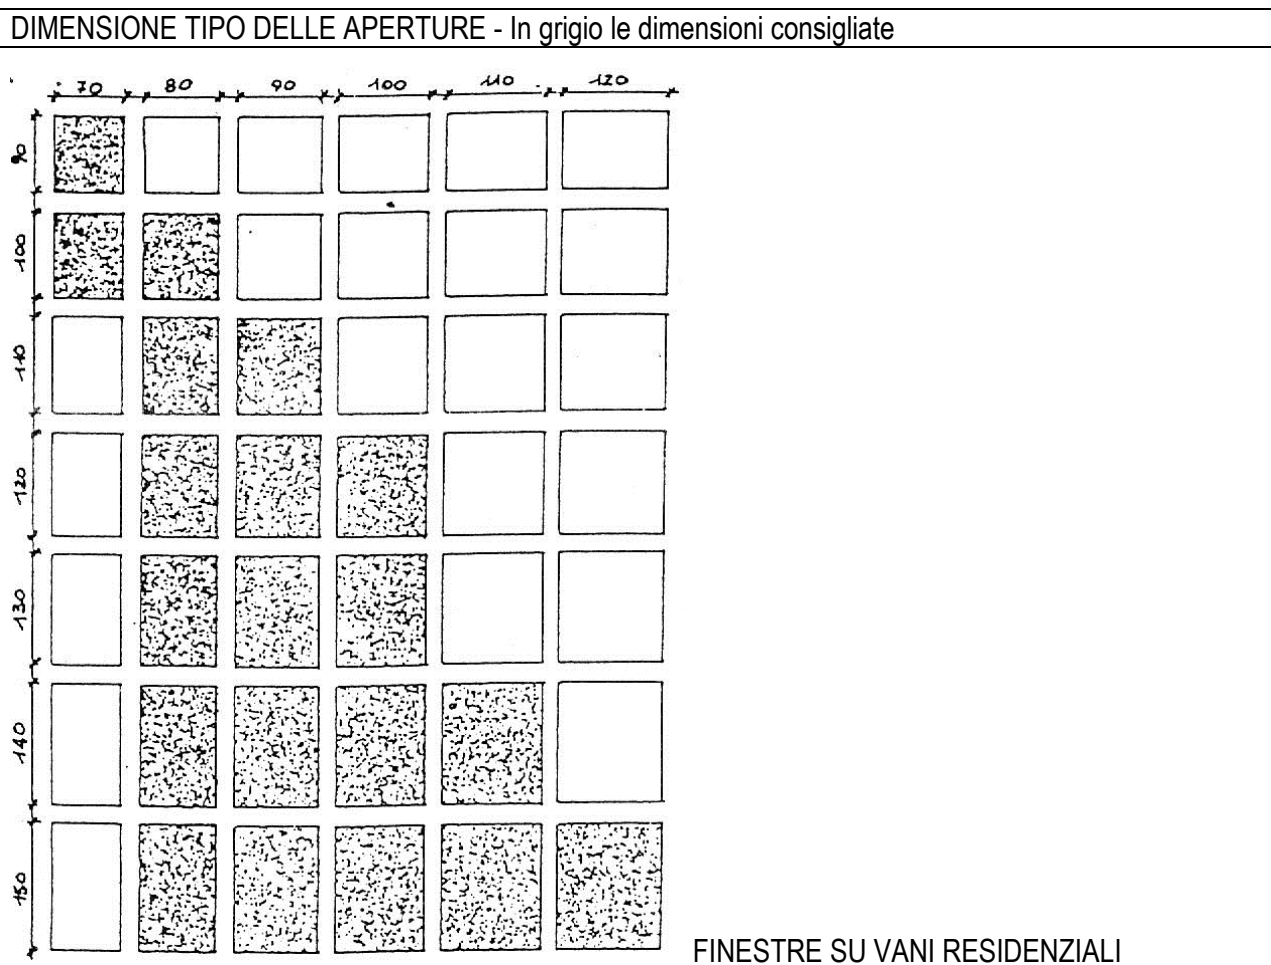 DIMENSIONE TIPO DELLE APERTURE - In grigio le dimensioni consigliate
70 80 90 100 110 120
90
100
110
120
130
140
150
FINESTRE SU VANI RESIDENZIALI